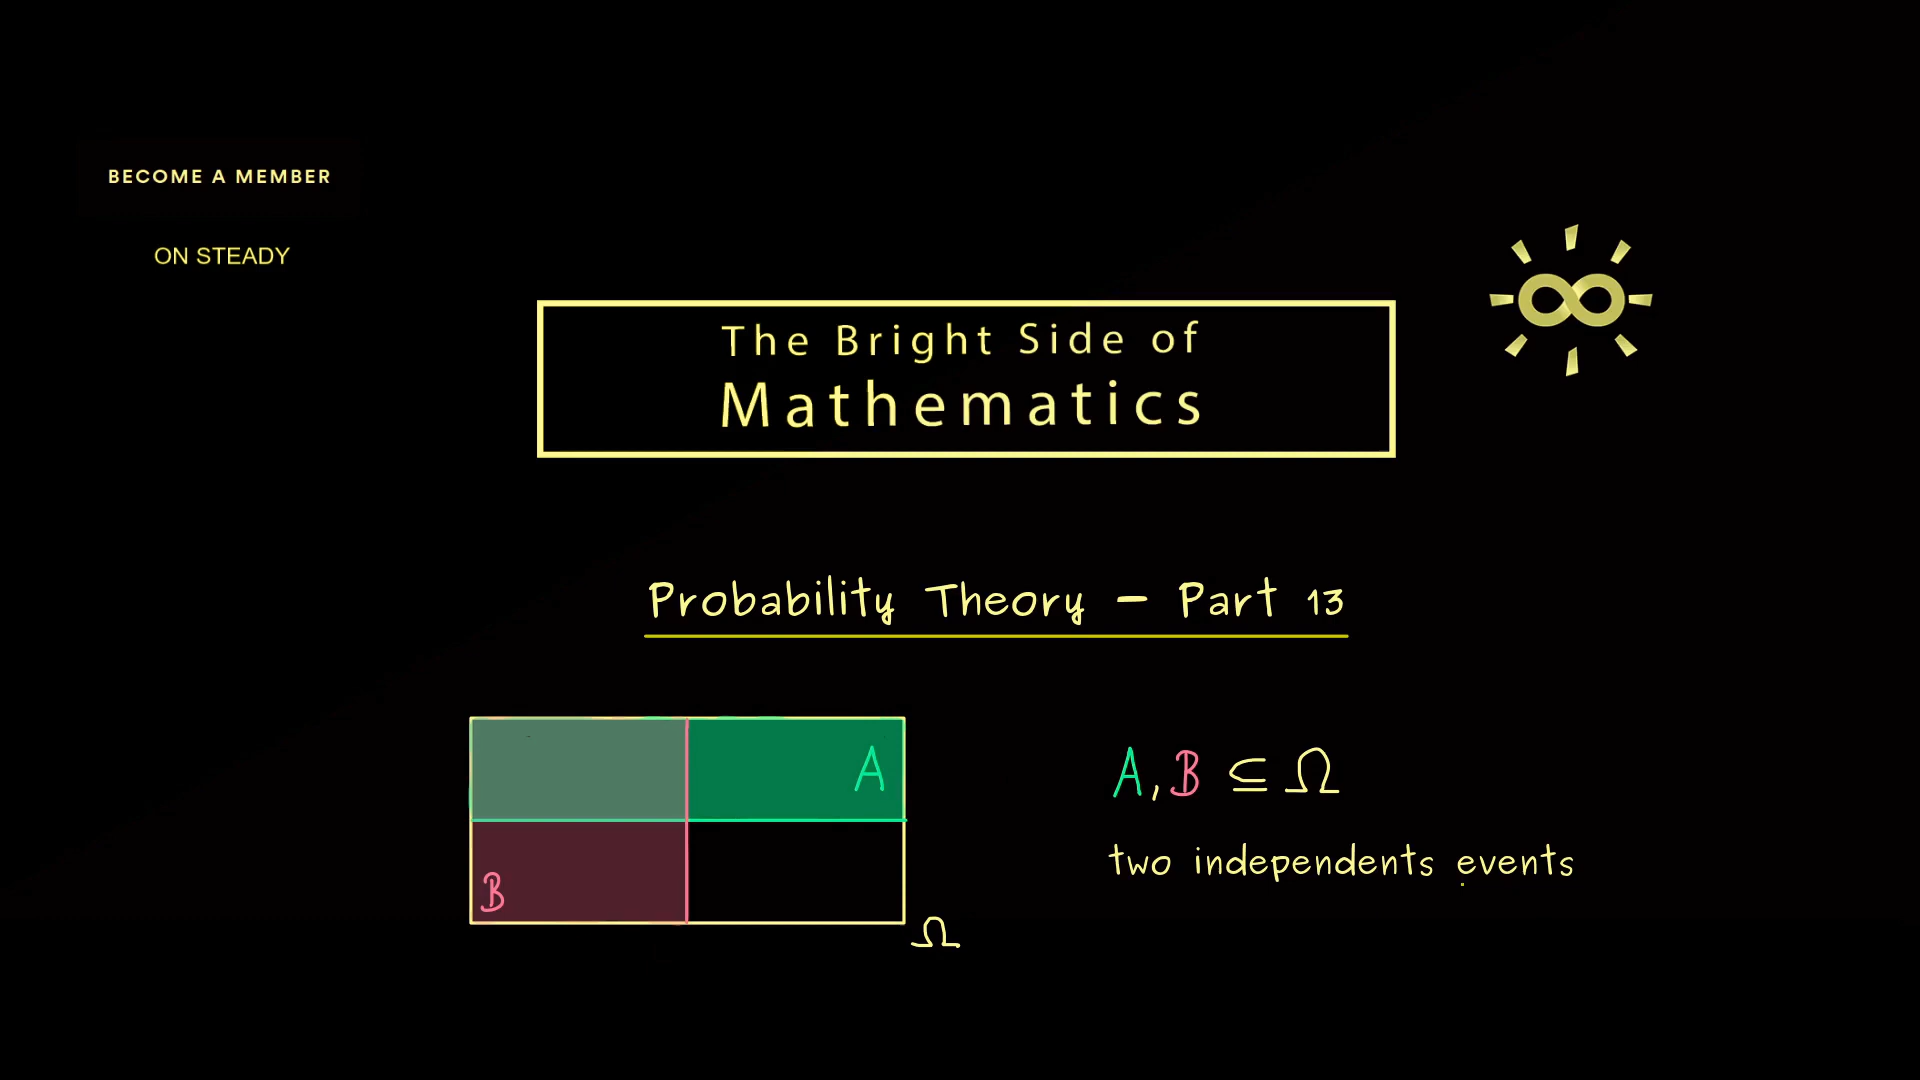 BECOME A MEMBER
ON STEADY
The Bright Side of
Mathematics
Probability Theory – Part 13
A
B
Ω
A, B ⊆ Ω
two independents events